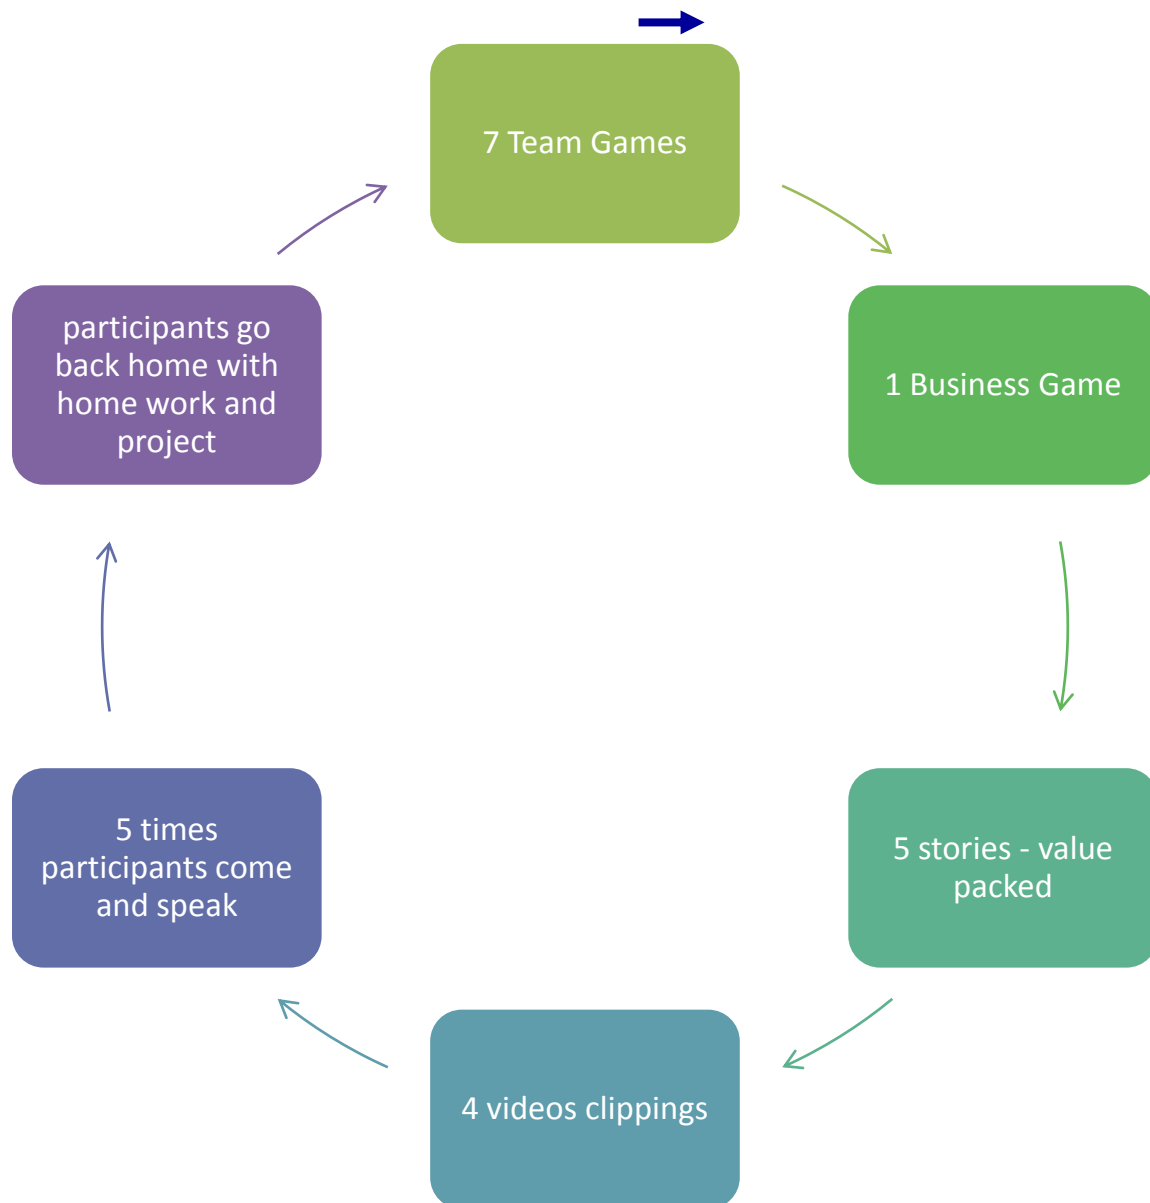 7 Team Games
1 Business Game
5 stories - value
packed
4 videos clippings
5 times
participants come
and speak
participants go
back home with
home work and
project